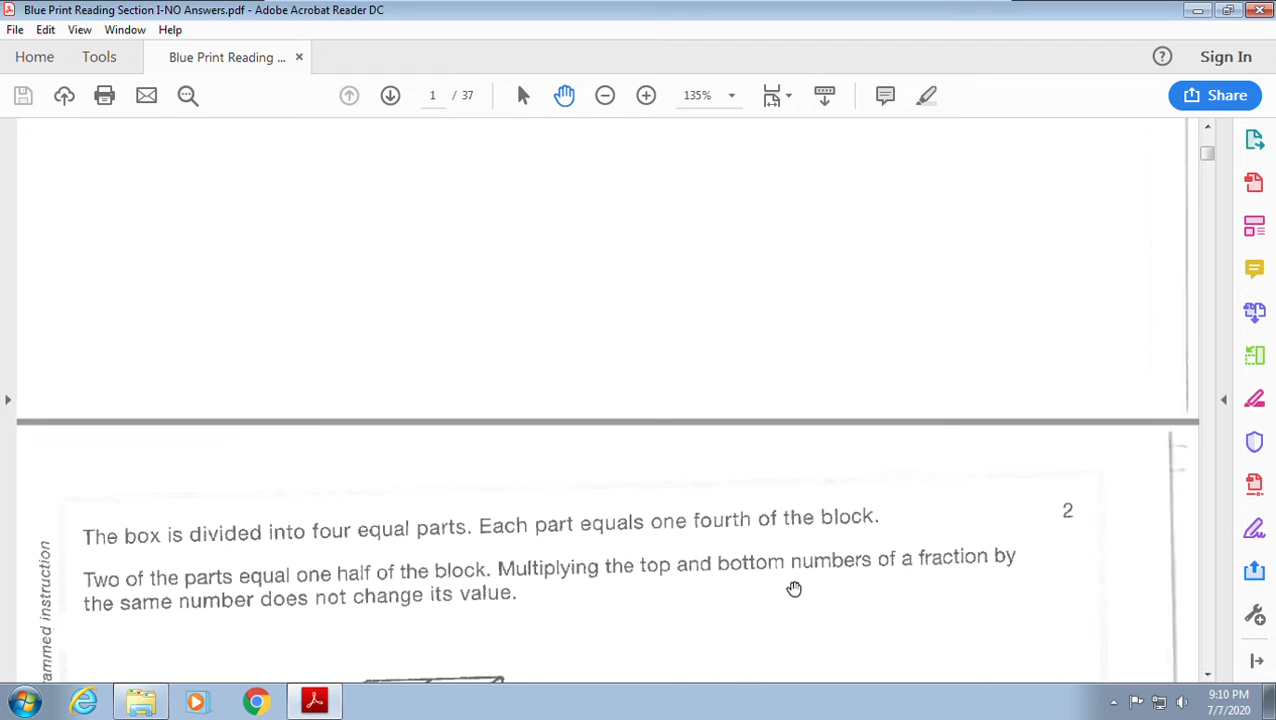 Blue Print Reading Section I-NO Answers.pdf - Adobe Acrobat Reader DC
File Edit View Window Help
Home Tools Blue Print Reading ... × Sign In
1 / 37 135% Share
The box is divided into four equal parts. Each part equals one fourth of the block. 2
Two of the parts equal one half of the block. Multiplying the top and bottom numbers of a fraction by
the same number does not change its value.
rammed instruction
9:10 PM
7/7/2020